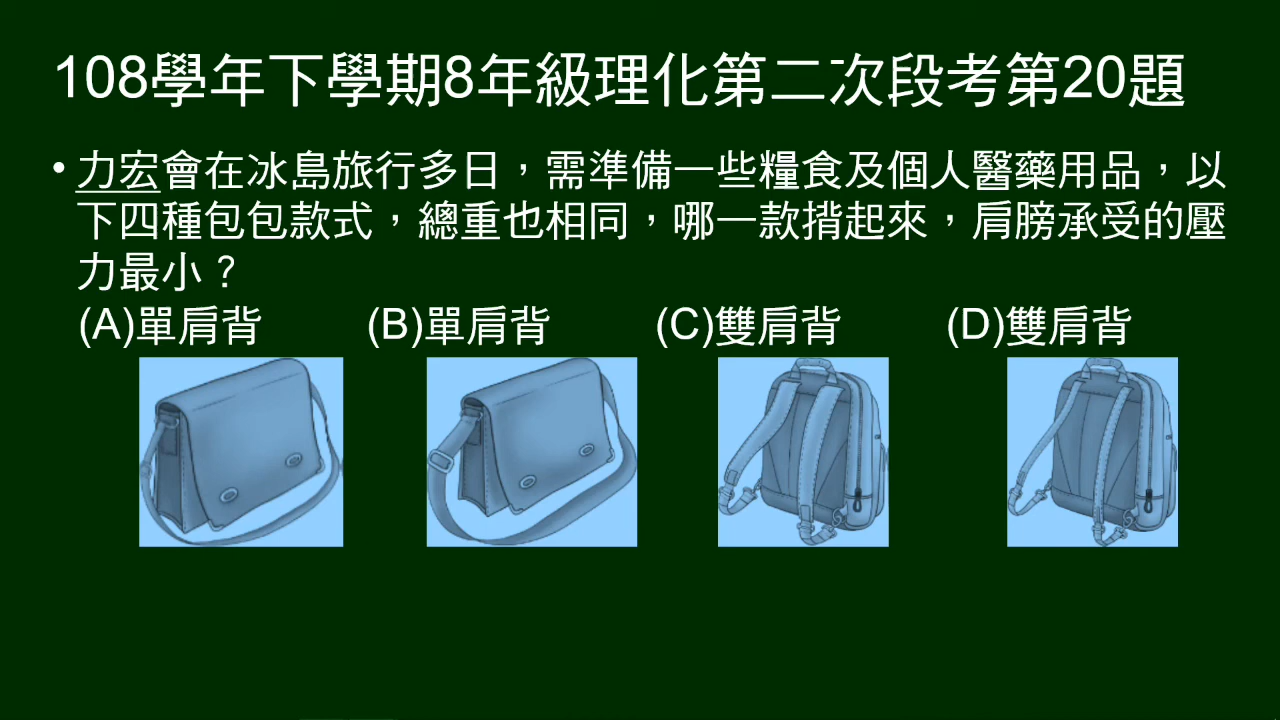 108學年下學期8年級理化第二次段考第20題
• 力宏會在冰島旅行多日，需準備一些糧食及個人醫藥用品，以
下四種包包款式，總重也相同，哪一款揹起來，肩膀承受的壓
力最小？
(A)單肩背 (B)單肩背 (C)雙肩背 (D)雙肩背